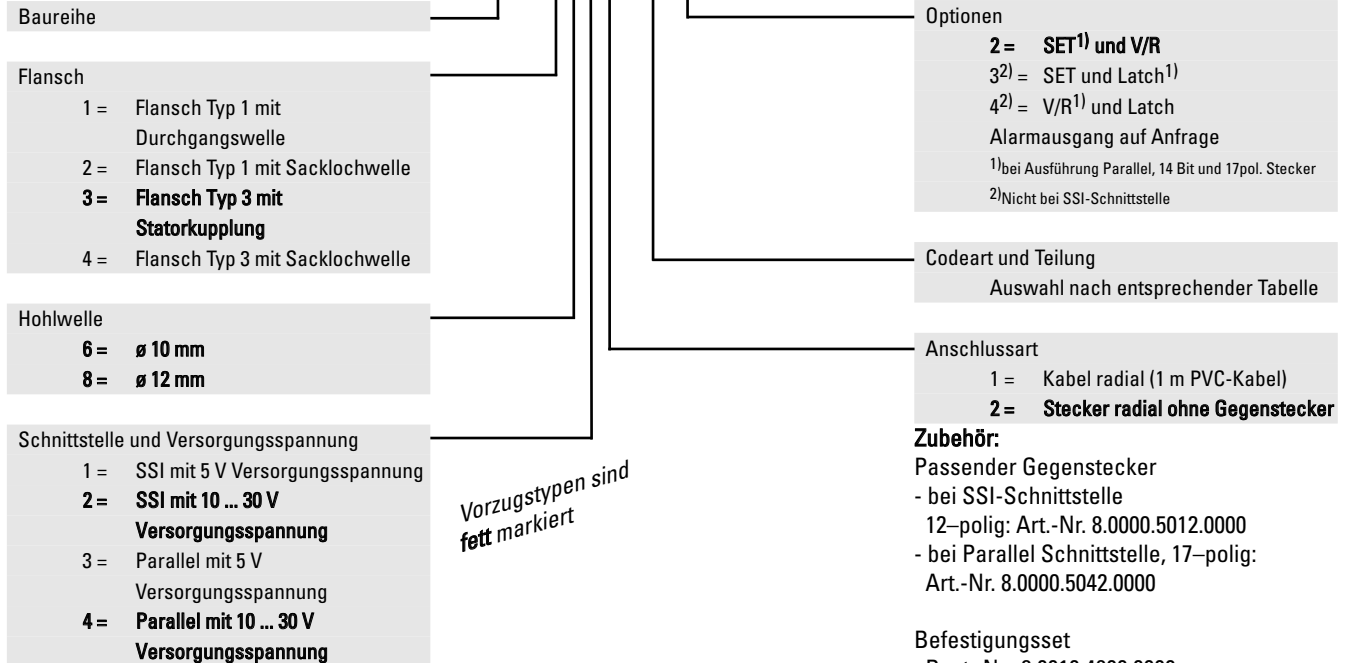 Baureihe
Flansch
1 = Flansch Typ 1 mit
Durchgangswelle
2 = Flansch Typ 1 mit Sacklochwelle
3 = Flansch Typ 3 mit
Statorkupplung
4 = Flansch Typ 3 mit Sacklochwelle
Hohlwelle
6 = ø 10 mm
8 = ø 12 mm
Schnittstelle und Versorgungsspannung
1 = SSI mit 5 V Versorgungsspannung
2 = SSI mit 10 ... 30 V
Versorgungsspannung
3 = Parallel mit 5 V
Versorgungsspannung
4 = Parallel mit 10 ... 30 V
Versorgungsspannung
Vorzugstypen sind
fett markiert
Optionen
2 = SET1) und V/R
32) = SET und Latch1)
42) = V/R1) und Latch
Alarmausgang auf Anfrage
1)bei Ausführung Parallel, 14 Bit und 17pol. Stecker
2)Nicht bei SSI-Schnittstelle
Codeart und Teilung
Auswahl nach entsprechender Tabelle
Anschlussart
1 = Kabel radial (1 m PVC-Kabel)
2 = Stecker radial ohne Gegenstecker
Zubehör:
Passender Gegenstecker
- bei SSI-Schnittstelle
12–polig: Art.-Nr. 8.0000.5012.0000
- bei Parallel Schnittstelle, 17–polig:
Art.-Nr. 8.0000.5042.0000
Befestigungsset